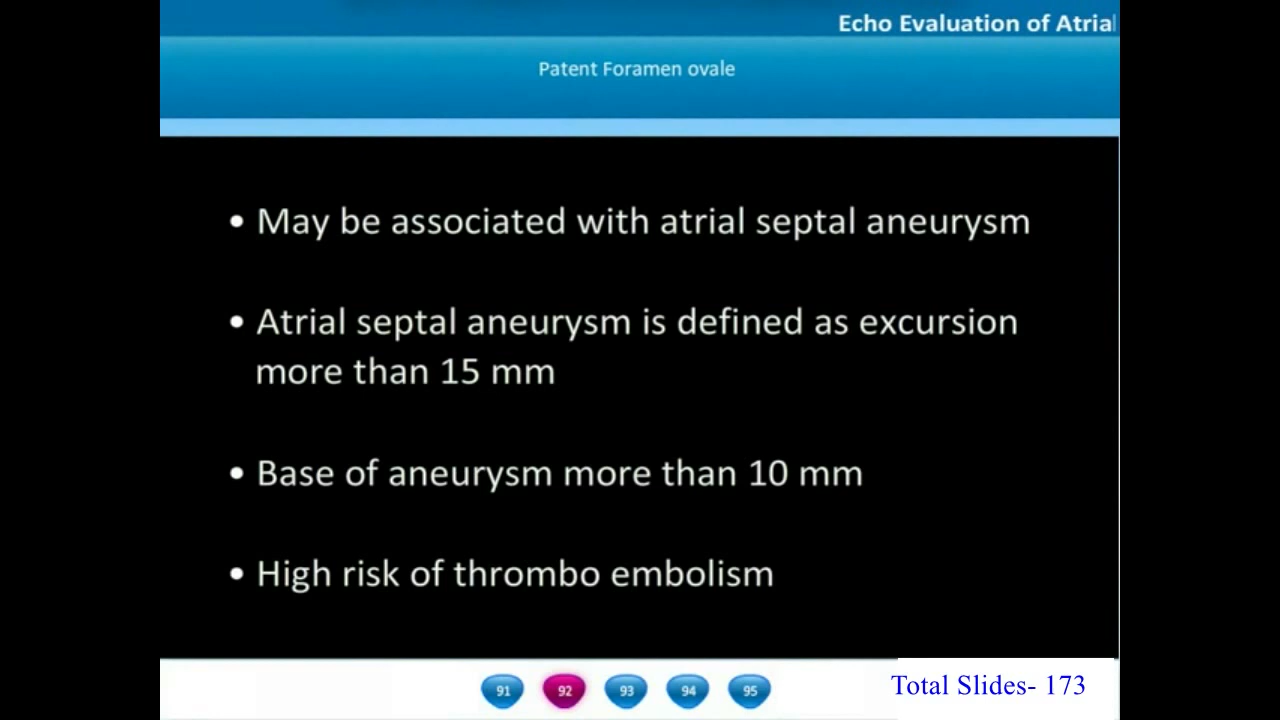 Echo Evaluation of Atrial
Patent Foramen ovale
• May be associated with atrial septal aneurysm
• Atrial septal aneurysm is defined as excursion
more than 15 mm
• Base of aneurysm more than 10 mm
• High risk of thrombo embolism
91 92 93 94 95
Total Slides- 173